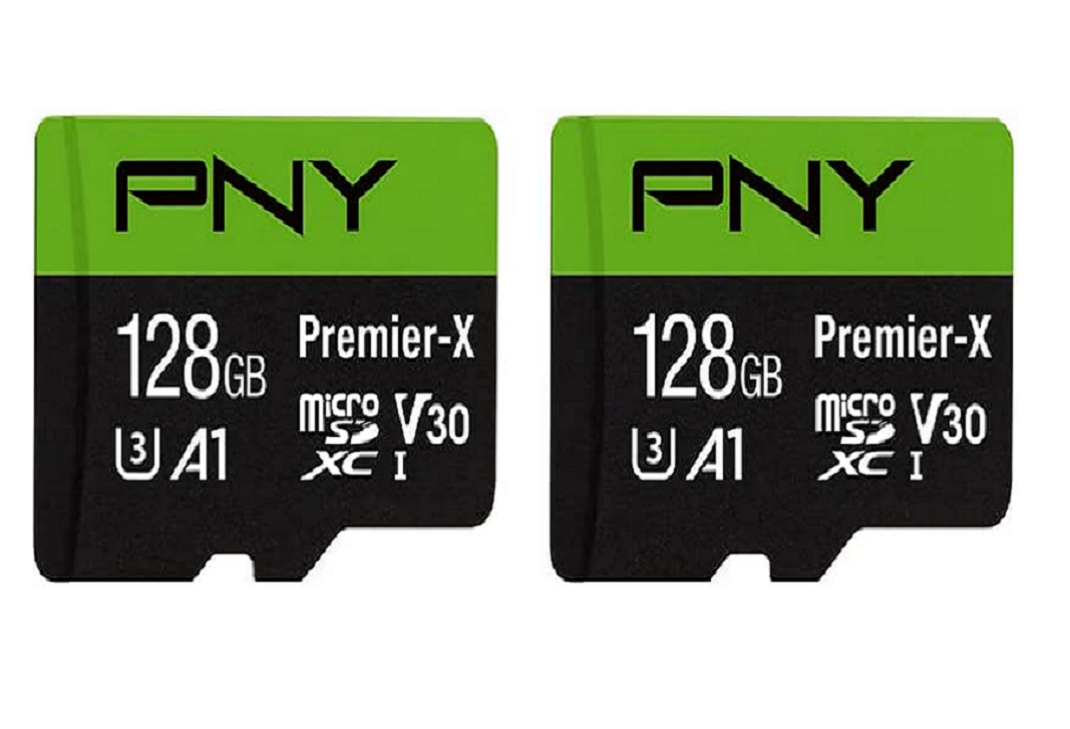 PNY
128GB Premier-X
micro SD XC I V30
U3 A1
PNY
128GB Premier-X
micro SD XC I V30
U3 A1